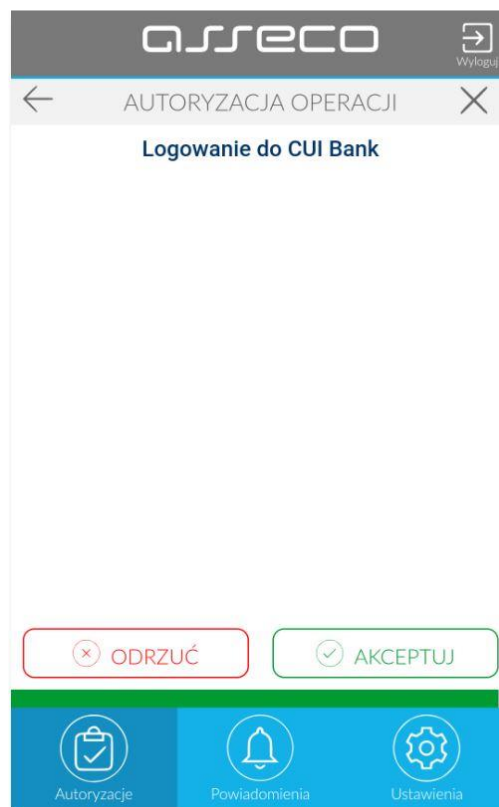 asseco
Wyloguj
AUTORYZACJA OPERACJI
Logowanie do CUI Bank
ODRZUĆ
AKCEPTUJ
Autoryzacje
Powiadomienia
Ustawienia